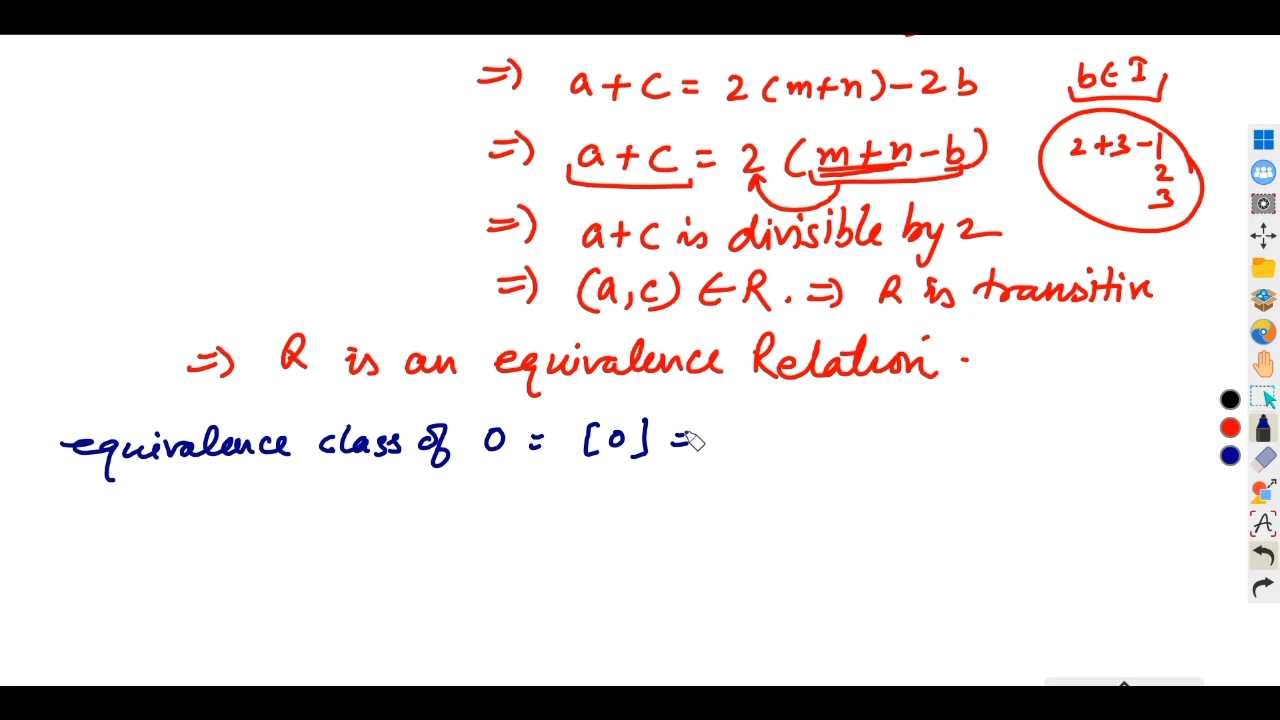 => a + c = 2 (m+n) - 2b
b ∈ I
=> a + c = 2 (m+n-b)
2+3-1
2
3
=> a+c is divisible by 2
=> (a,c) ∈ R. => R is transitive
=> R is an equivalence Relation.
equivalence class of 0 = [0] =